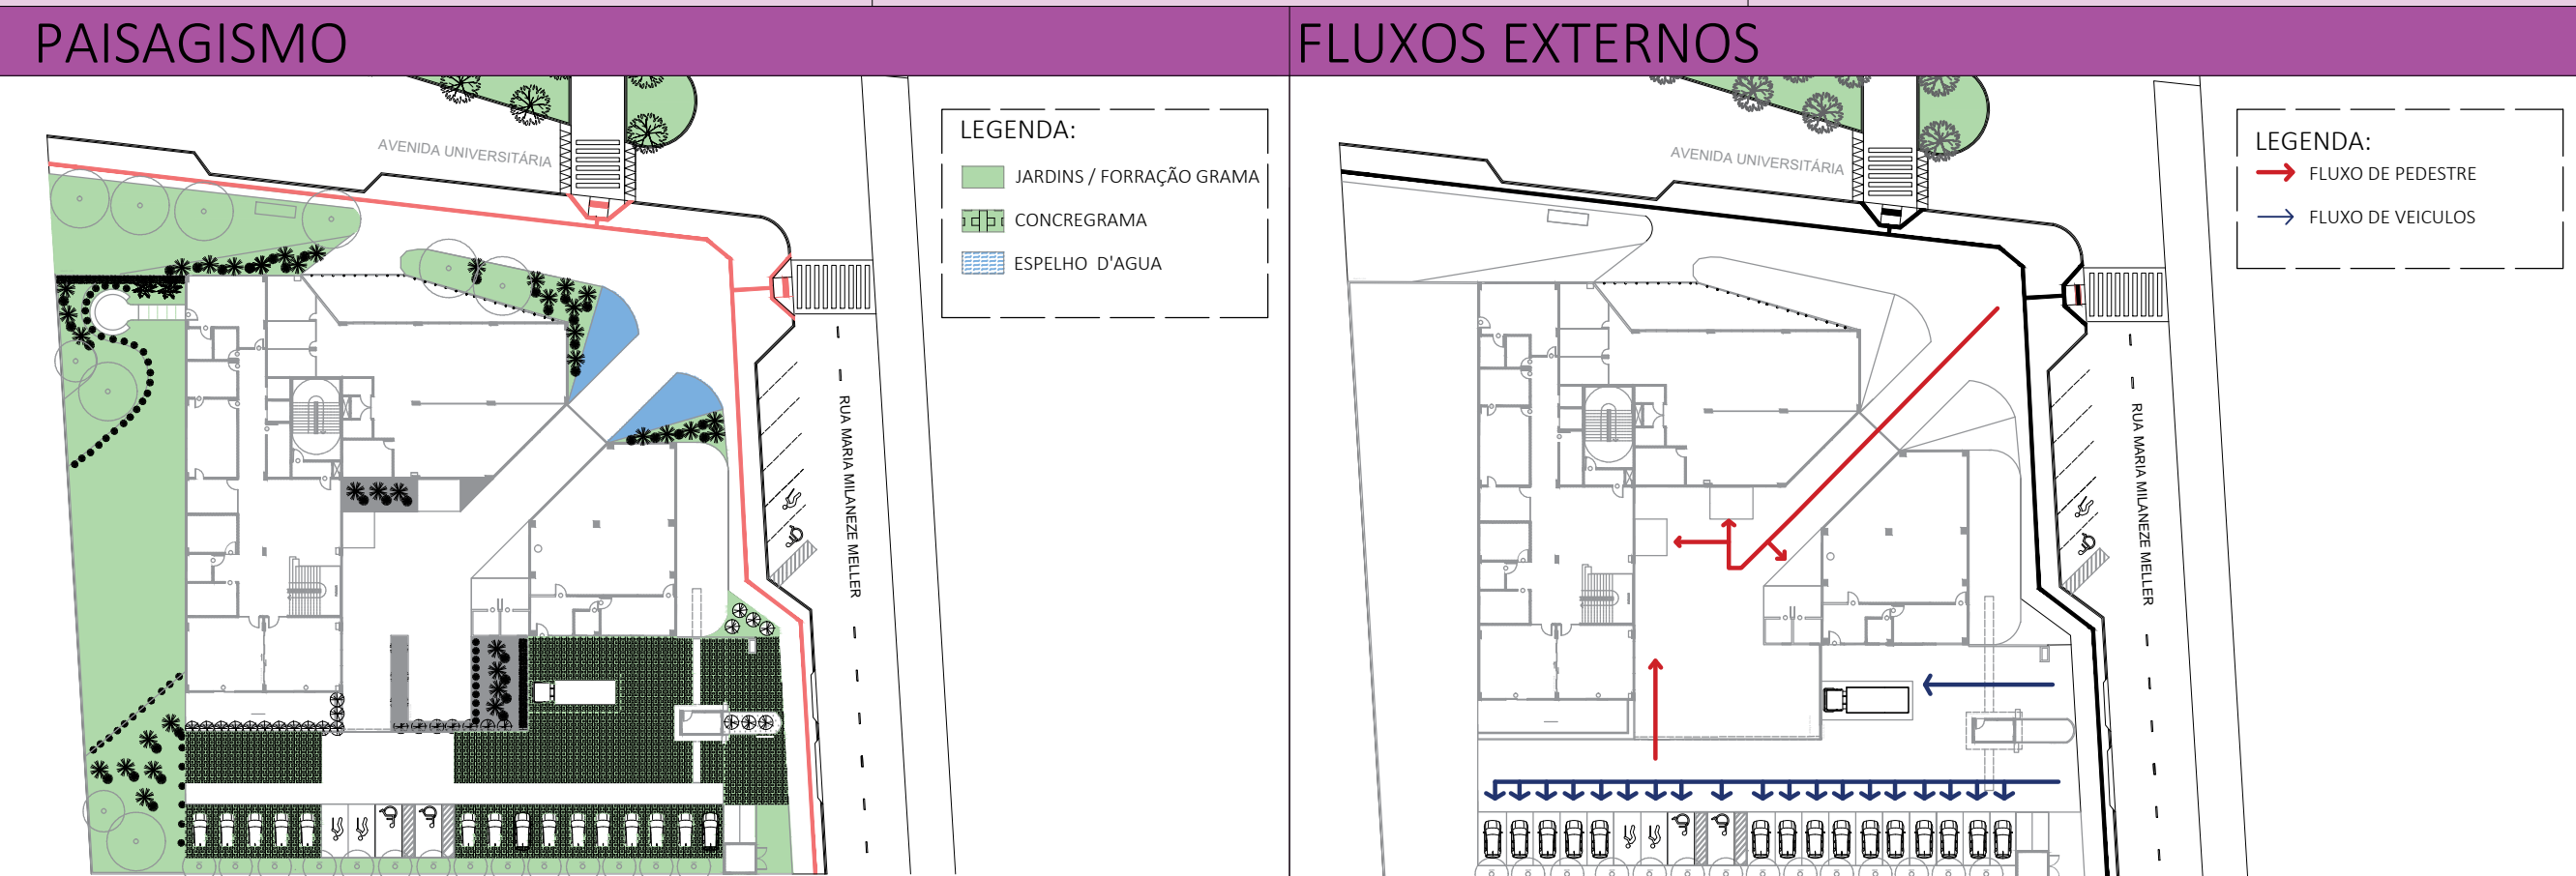 PAISAGISMO
AVENIDA UNIVERSITÁRIA
RUA MARIA MILANEZE MELLER
LEGENDA:
JARDINS / FORRAÇÃO GRAMA
CONCREGRAMA
ESPELHO D'AGUA
FLUXOS EXTERNOS
AVENIDA UNIVERSITÁRIA
RUA MARIA MILANEZE MELLER
LEGENDA:
FLUXO DE PEDESTRE
FLUXO DE VEICULOS